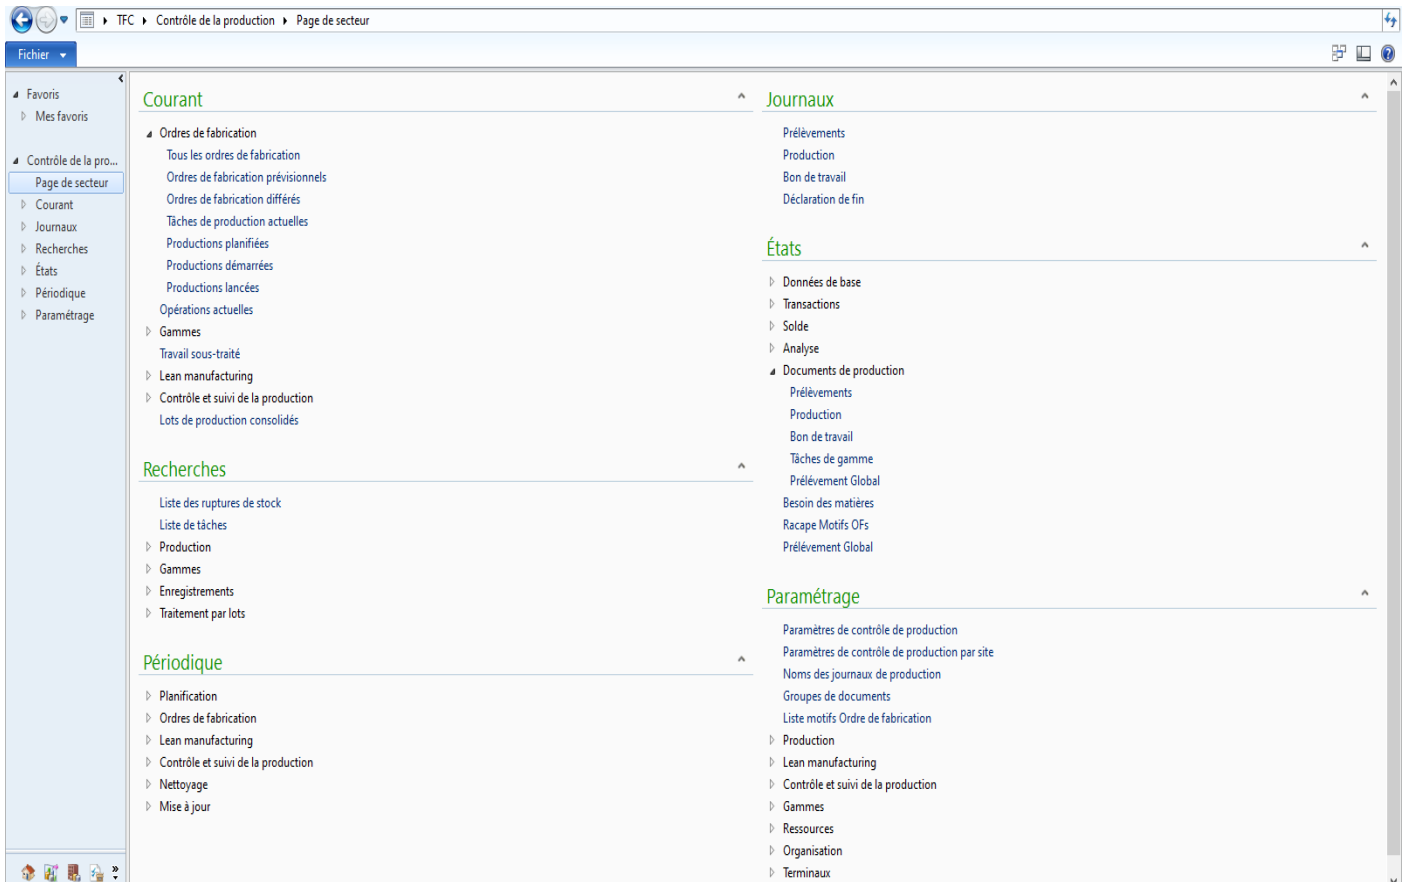 TFC ▸ Contrôle de la production ▸ Page de secteur
Fichier
Favoris
Mes favoris
Contrôle de la pro...
Page de secteur
Courant
Journaux
Recherches
États
Périodique
Paramétrage
Courant
Ordres de fabrication
Tous les ordres de fabrication
Ordres de fabrication prévisionnels
Ordres de fabrication différés
Tâches de production actuelles
Productions planifiées
Productions démarrées
Productions lancées
Opérations actuelles
Gammes
Travail sous-traité
Lean manufacturing
Contrôle et suivi de la production
Lots de production consolidés
Recherches
Liste des ruptures de stock
Liste de tâches
Production
Gammes
Enregistrements
Traitement par lots
Périodique
Planification
Ordres de fabrication
Lean manufacturing
Contrôle et suivi de la production
Nettoyage
Mise à jour
Journaux
Prélèvements
Production
Bon de travail
Déclaration de fin
États
Données de base
Transactions
Solde
Analyse
Documents de production
Prélèvements
Production
Bon de travail
Tâches de gamme
Prélévement Global
Besoin des matières
Racape Motifs OFs
Prélévement Global
Paramétrage
Paramètres de contrôle de production
Paramètres de contrôle de production par site
Noms des journaux de production
Groupes de documents
Liste motifs Ordre de fabrication
Production
Lean manufacturing
Contrôle et suivi de la production
Gammes
Ressources
Organisation
Terminaux